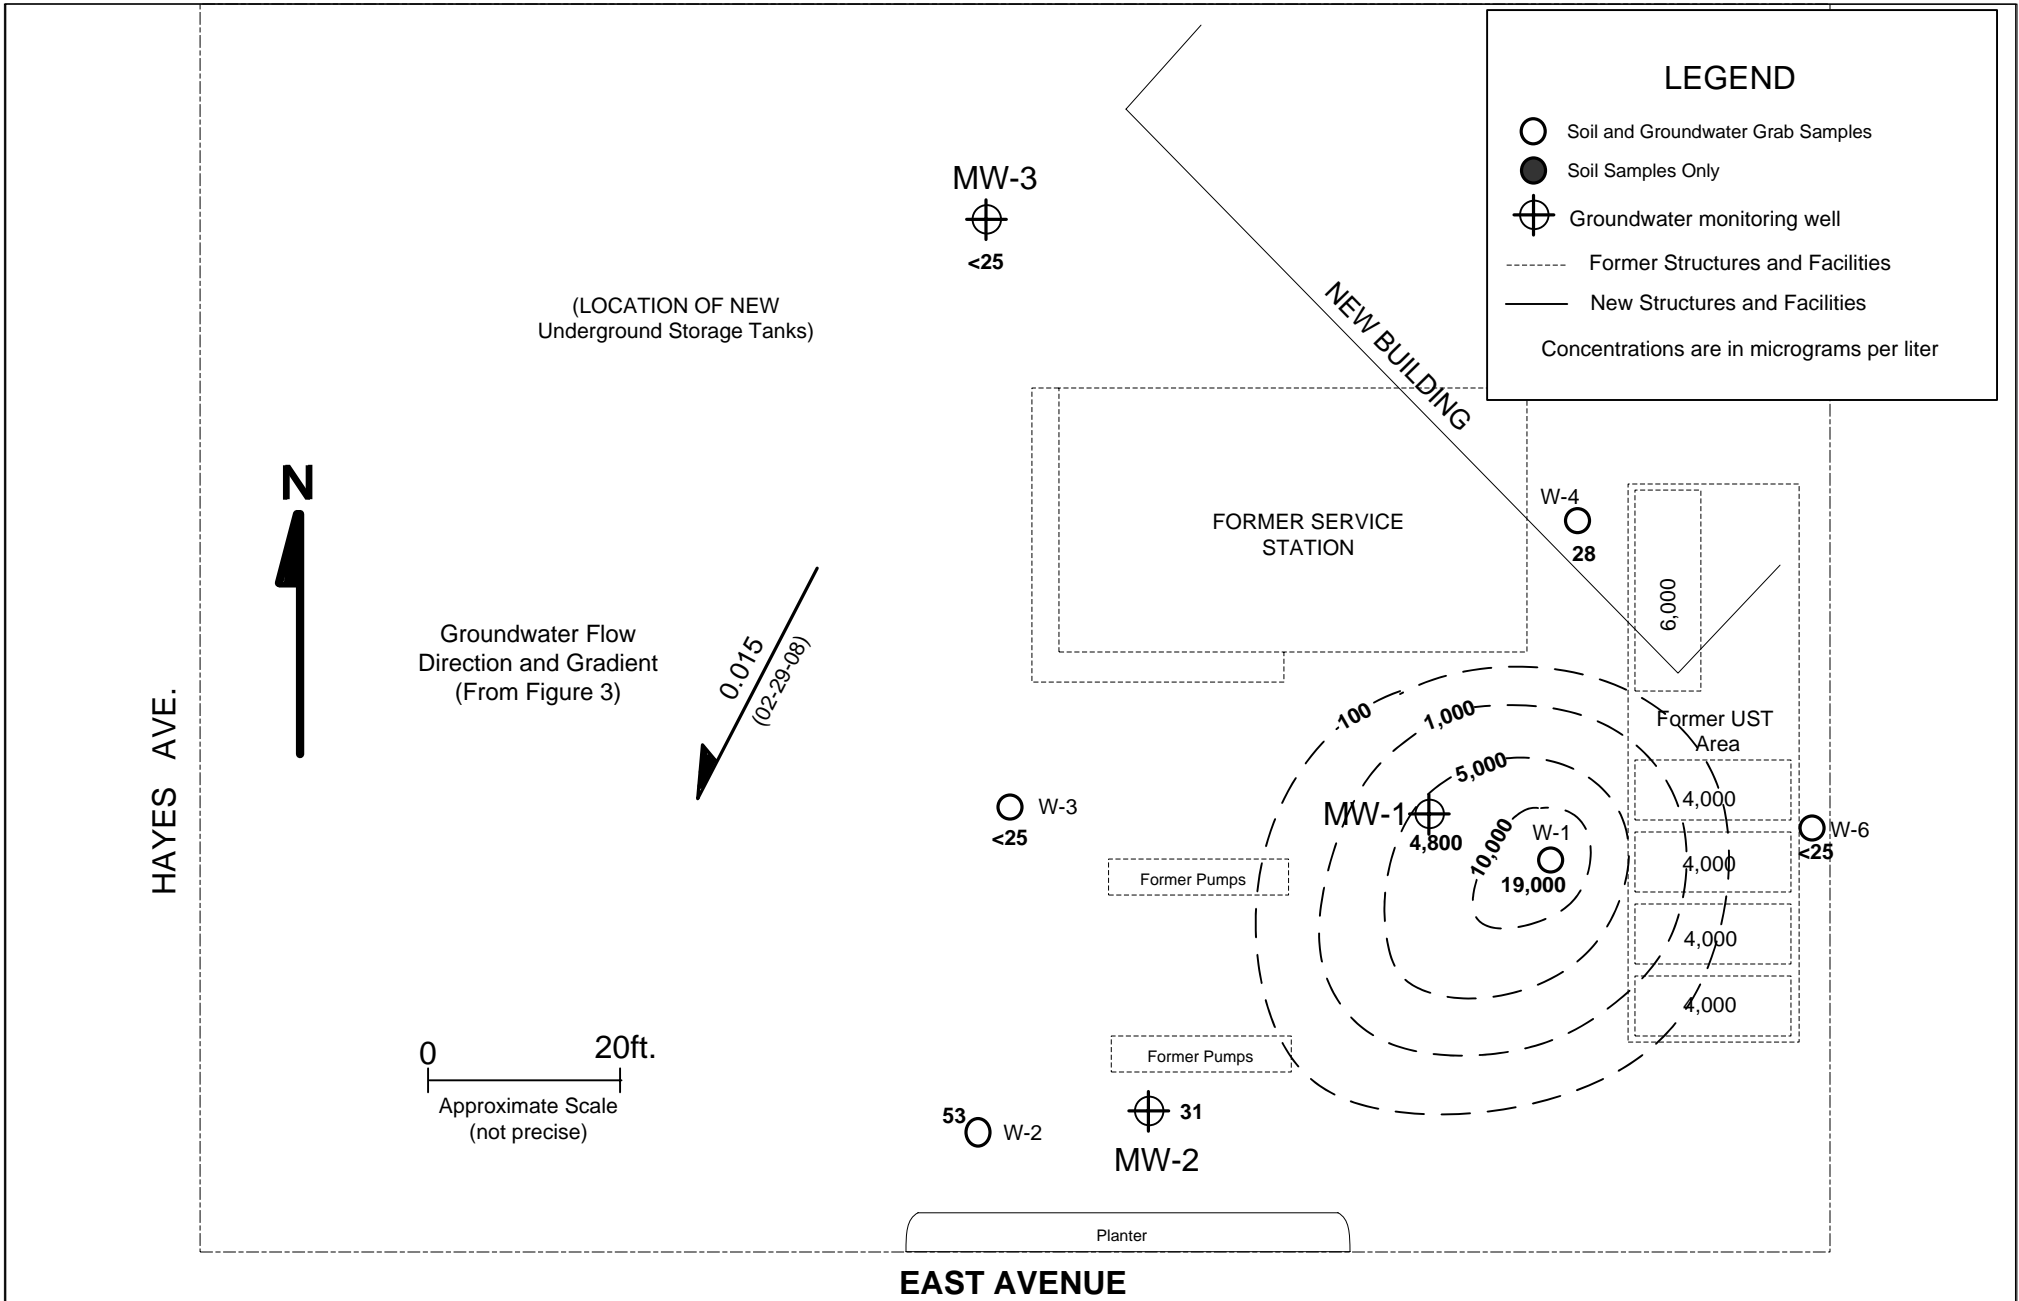 LEGEND
Soil and Groundwater Grab Samples
Soil Samples Only
Groundwater monitoring well
Former Structures and Facilities
New Structures and Facilities
Concentrations are in micrograms per liter
MW-3
<25
(LOCATION OF NEW
Underground Storage Tanks)
NEW BUILDING
N
FORMER SERVICE
STATION
W-4
28
6,000
Groundwater Flow
Direction and Gradient
(From Figure 3)
0.015
(02-29-08)
HAYES AVE.
100
1,000
5,000
10,000
Former UST
Area
4,000
4,000
4,000
4,000
W-3
<25
MW-1
4,800
W-1
19,000
W-6
<25
Former Pumps
Former Pumps
0
20ft.
Approximate Scale
(not precise)
53
W-2
31
MW-2
Planter
EAST AVENUE